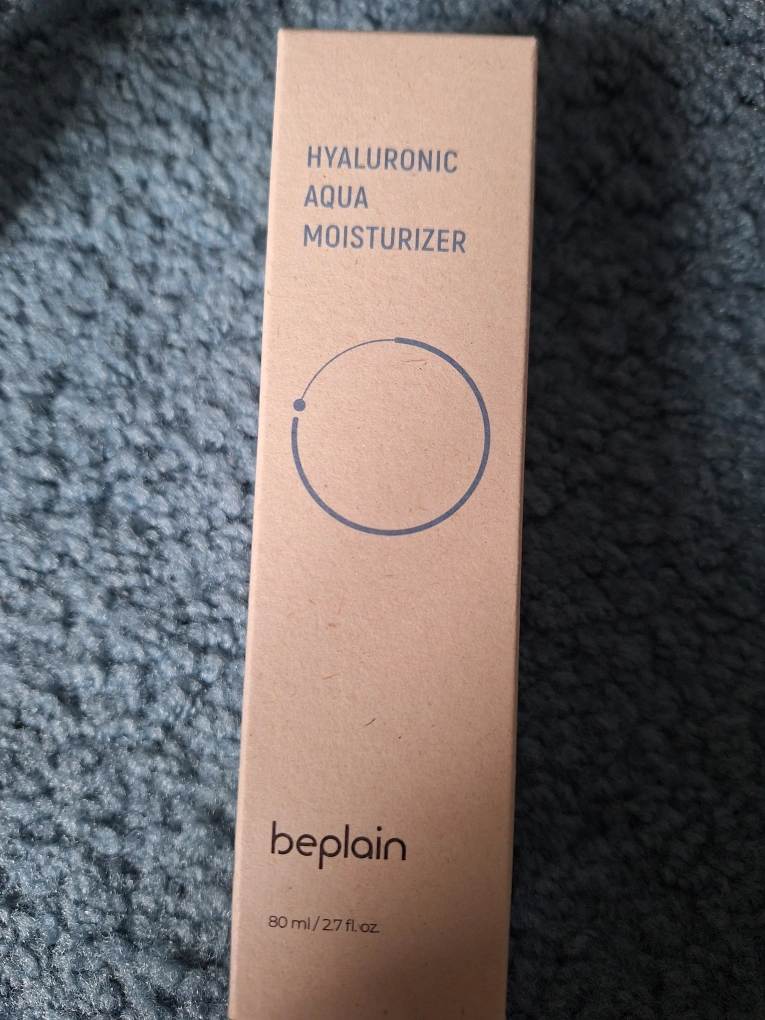 HYALURONIC
AQUA
MOISTURIZER
beplain
80 ml / 2.7 fl. oz.